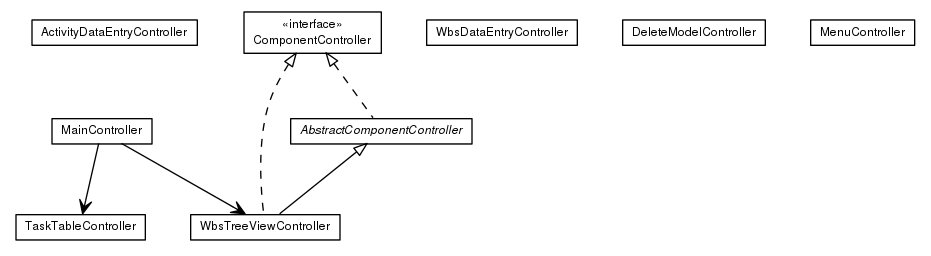 ActivityDataEntryController
«interface»
ComponentController
WbsDataEntryController
DeleteModelController
MenuController
MainController
AbstractComponentController
TaskTableController
WbsTreeViewController